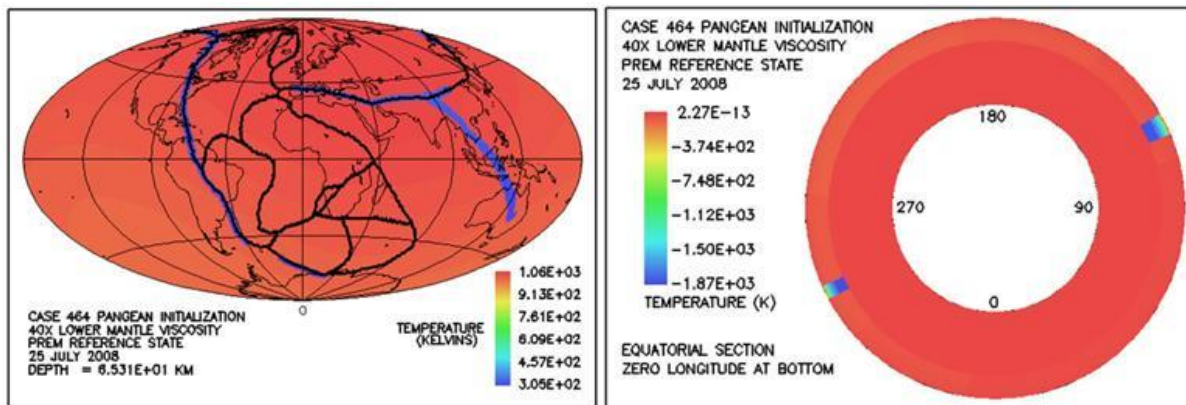 0
CASE 464 PANGEAN INITIALIZATION
40X LOWER MANTLE VISCOSITY
PREM REFERENCE STATE
25 JULY 2008
DEPTH = 6.531E+01 KM
TEMPERATURE
(KELVINS)
1.06E+03
9.13E+02
7.61E+02
6.09E+02
4.57E+02
3.05E+02
CASE 464 PANGEAN INITIALIZATION
40X LOWER MANTLE VISCOSITY
PREM REFERENCE STATE
25 JULY 2008
2.27E-13
-3.74E+02
-7.48E+02
-1.12E+03
-1.50E+03
-1.87E+03
TEMPERATURE (K)
180
270
90
0
EQUATORIAL SECTION
ZERO LONGITUDE AT BOTTOM